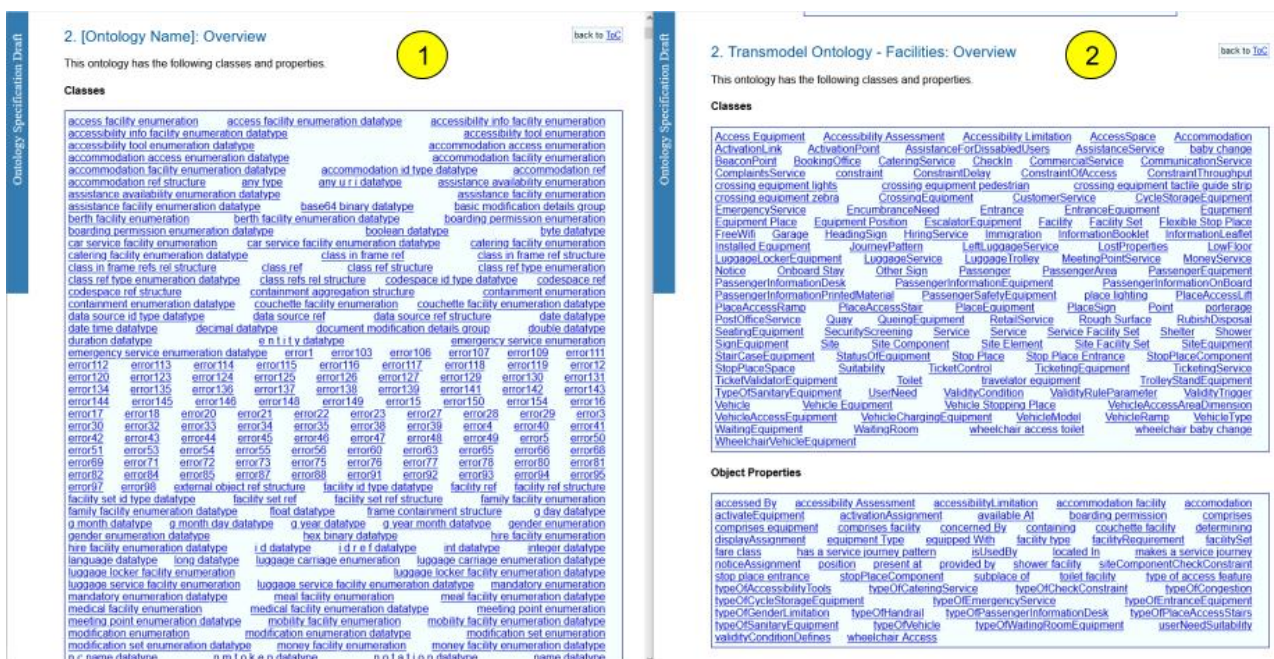 Ontology Specification Draft
2. [Ontology Name]: Overview
back to ToC
1
This ontology has the following classes and properties.
Classes
access facility enumeration access facility enumeration datatype accessibility info facility enumeration
accessibility info facility enumeration datatype accessibility tool enumeration
accessibility tool enumeration datatype accommodation access enumeration
accommodation access enumeration datatype accommodation facility enumeration
accommodation facility enumeration datatype accommodation id type datatype accommodation ref
accommodation ref structure any type any u r i datatype assistance availability enumeration
assistance availability enumeration datatype assistance facility enumeration
assistance facility enumeration datatype base64 binary datatype basic modification details group
berth facility enumeration berth facility enumeration datatype boarding permission enumeration
boarding permission enumeration datatype boolean datatype byte datatype
car service facility enumeration car service facility enumeration datatype catering facility enumeration
catering facility enumeration datatype class in frame ref class in frame ref structure
class in frame refs rel structure class ref class ref structure class ref type enumeration
class ref type enumeration datatype class refs rel structure codespace id type datatype codespace ref
codespace ref structure containment aggregation structure containment enumeration
containment enumeration datatype couchette facility enumeration couchette facility enumeration datatype
data source id type datatype data source ref data source ref structure date datatype
date time datatype decimal datatype document modification details group double datatype
duration datatype e n t i t y datatype emergency service enumeration
emergency service enumeration datatype error1 error103 error106 error107 error109 error111
error112 error113 error114 error115 error116 error117 error118 error119 error12
error120 error123 error124 error125 error126 error127 error129 error130 error131
error134 error135 error136 error137 error138 error139 error141 error142 error143
error144 error145 error146 error148 error149 error15 error150 error154 error16
error17 error18 error20 error21 error22 error23 error27 error28 error29 error3
error30 error32 error33 error34 error35 error38 error39 error4 error40 error41
error42 error43 error44 error45 error46 error47 error48 error49 error5 error50
error51 error53 error54 error55 error56 error60 error63 error65 error66 error68
error69 error71 error72 error73 error75 error76 error77 error78 error80 error81
error82 error84 error85 error87 error88 error91 error92 error93 error94 error95
error97 error98 external object ref structure facility id type datatype facility ref facility ref structure
facility set id type datatype facility set ref facility set ref structure family facility enumeration
family facility enumeration datatype float datatype frame containment structure g day datatype
g month datatype g month day datatype g year datatype g year month datatype gender enumeration
gender enumeration datatype hex binary datatype hire facility enumeration
hire facility enumeration datatype i d datatype i d r e f datatype int datatype integer datatype
language datatype long datatype luggage carriage enumeration luggage carriage enumeration datatype
luggage locker facility enumeration luggage locker facility enumeration datatype
luggage service facility enumeration luggage service facility enumeration datatype mandatory enumeration
mandatory enumeration datatype meal facility enumeration meal facility enumeration datatype
medical facility enumeration medical facility enumeration datatype meeting point enumeration
meeting point enumeration datatype mobility facility enumeration mobility facility enumeration datatype
modification enumeration modification enumeration datatype modification set enumeration
modification set enumeration datatype money facility enumeration money facility enumeration datatype
n c name datatype n m t o k e n datatype n o t a t i o n datatype name datatype
Ontology Specification Draft
2. Transmodel Ontology - Facilities: Overview
back to ToC
2
This ontology has the following classes and properties.
Classes
Access Equipment Accessibility Assessment Accessibility Limitation AccessSpace Accommodation
ActivationLink ActivationPoint AssistanceForDissabledUsers AssistanceService baby change
BeaconPoint BookingOffice CateringService CheckIn CommercialService CommunicationService
ComplaintsService constraint ConstraintDelay ConstraintOfAccess ConstraintThroughput
crossing equipment lights crossing equipment pedestrian crossing equipment tactile guide strip
crossing equipment zebra CrossingEquipment CustomerService CycleStorageEquipment
EmergencyService EncumbranceNeed Entrance EntranceEquipment Equipment
Equipment Place Equipment Position EscalatorEquipment Facility Facility Set Flexible Stop Place
FreeWifi Garage HeadingSign HiringService Immigration InformationBooklet InformationLeaflet
Installed Equipment JourneyPattern LeftLuggageService LostProperties LowFloor
LuggageLockerEquipment LuggageService LuggageTrolley MeetingPointService MoneyService
Notice Onboard Stay Other Sign Passenger PassengerArea PassengerEquipment
PassengerInformationDesk PassengerInformationEquipment PassengerInformationOnBoard
PassengerInformationPrintedMaterial PassengerSafetyEquipment place lighting PlaceAccessLift
PlaceAccessRamp PlaceAccessStair PlaceEquipment PlaceSign Point porterage
PostOfficeService Quay QueingEquipment RetailService Rough Surface RubishDisposal
SeatingEquipment SecurityScreening Service Service Service Facility Set Shelter Shower
SignEquipment Site Site Component Site Element Site Facility Set SiteEquipment
StairCaseEquipment StatusOfEquipment Stop Place Stop Place Entrance StopPlaceComponent
StopPlaceSpace Suitability TicketControl TicketingEquipment TicketingService
TicketValidatorEquipment Toilet travelator equipment TrolleyStandEquipment
TypeOfSanitaryEquipment UserNeed ValidityCondition ValidityRuleParameter ValidityTrigger
Vehicle Vehicle Equipment Vehicle Stopping Place VehicleAccessAreaDimension
VehicleAccessEquipment VehicleChargingEquipment VehicleModel VehicleRamp VehicleType
WaitingEquipment WaitingRoom wheelchair access toilet wheelchair baby change
WheelchairVehicleEquipment
Object Properties
accessed By accessibility Assessment accessibilityLimitation accommodation facility accomodation
activateEquipment activationAssignment available At boarding permission comprises
comprises equipment comprises facility concerned By containing couchette facility determining
displayAssignment equipment Type equipped With facility type facilityRequirement facilitySet
fare class has a service journey pattern isUsedBy located In makes a service journey
noticeAssignment position present at provided by shower facility siteComponentCheckConstraint
stop place entrance stopPlaceComponent subplace of toilet facility type of access feature
typeOfAccessibilityTools typeOfCateringService typeOfCheckConstraint typeOfCongestion
typeOfCycleStorageEquipment typeOfEmergencyService typeOfEntranceEquipment
typeOfGenderLimitation typeOfHandrail typeOfPassengerInformationDesk typeOfPlaceAccessStairs
typeOfSanitaryEquipment typeOfVehicle typeOfWaitingRoomEquipment userNeedSuitability
validityConditionDefines wheelchair Access